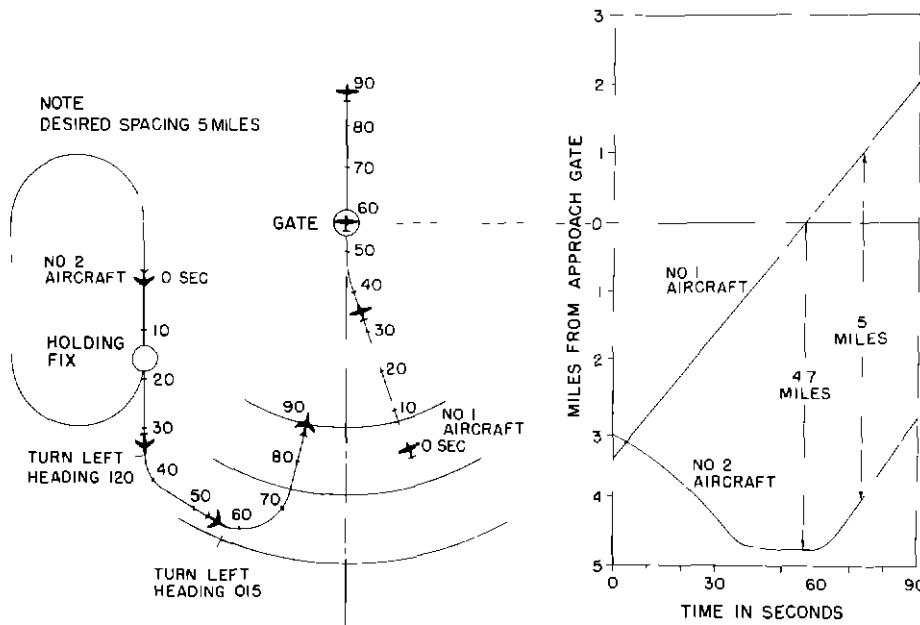 NOTE
DESIRED SPACING 5 MILES
NO 2
AIRCRAFT
0 SEC
10
HOLDING
FIX
20
30
TURN LEFT
HEADING 120
40
50
60
70
80
90
TURN LEFT
HEADING 015
90
80
70
60
GATE
50
40
30
20
10
NO 1
AIRCRAFT
0 SEC
MILES FROM APPROACH GATE
3
2
1
0
1
2
3
4
5
NO 1
AIRCRAFT
NO 2
AIRCRAFT
4 7
MILES
5
MILES
0
30
60
90
TIME IN SECONDS